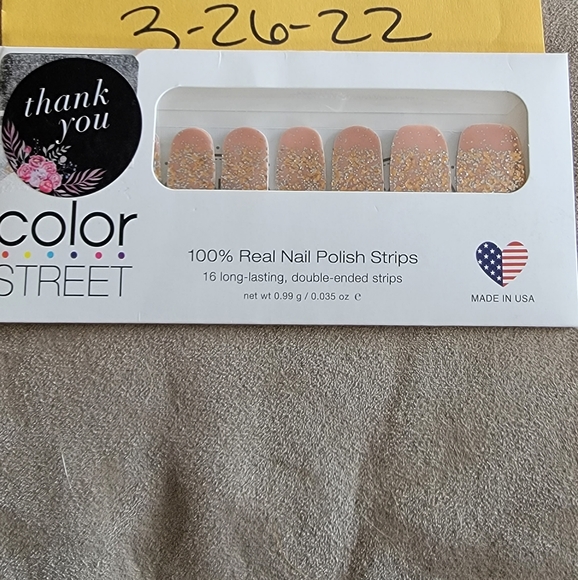 3-26-22
thank
you
color
STREET
100% Real Nail Polish Strips
16 long-lasting, double-ended strips
net wt 0.99 g / 0.035 oz ℮
MADE IN USA